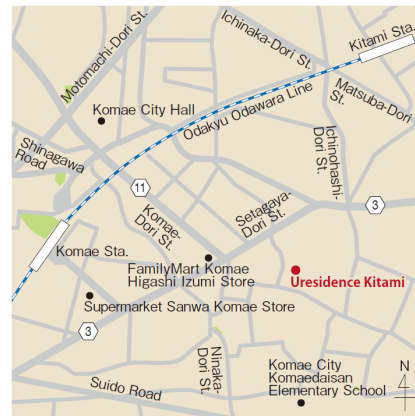 Ichinaka-Dori St.
Kitami Sta.
Motomachi-Dori St.
Matsuba-Dori
St.
Komae City Hall
Odakyu Odawara Line
Ichinohashi-
Dori St.
Shinagawa
Road
11
3
Komae-
Dori St.
Setagaya-
Dori St.
Komae Sta.
FamilyMart Komae
Higashi Izumi Store
Uresidence Kitami
Supermarket Sanwa Komae Store
3
Ninaka-
Dori St.
Suido Road
Komae City
Komaedaisan
Elementary School
N
4